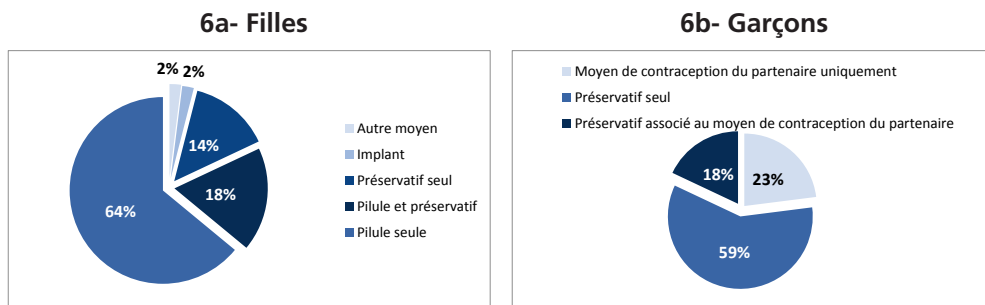 6a- Filles
2% 2%
14%
18%
64%
Autre moyen
Implant
Préservatif seul
Pilule et préservatif
Pilule seule
6b- Garçons
Moyen de contraception du partenaire uniquement
Préservatif seul
Préservatif associé au moyen de contraception du partenaire
18%
23%
59%